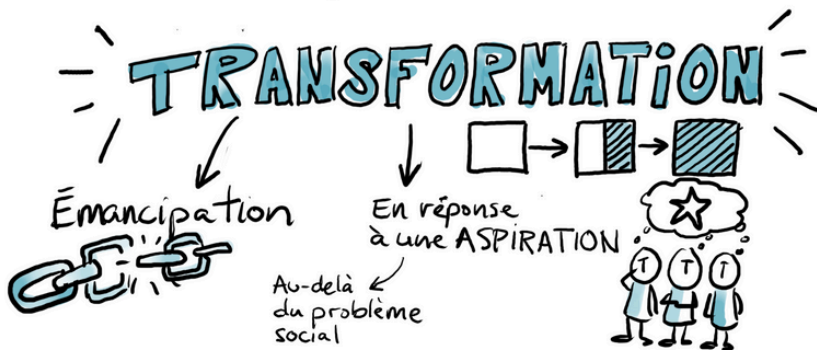 TRANSFORMATION
Émancipation
En réponse
à une ASPIRATION
Au-delà
du problème
social